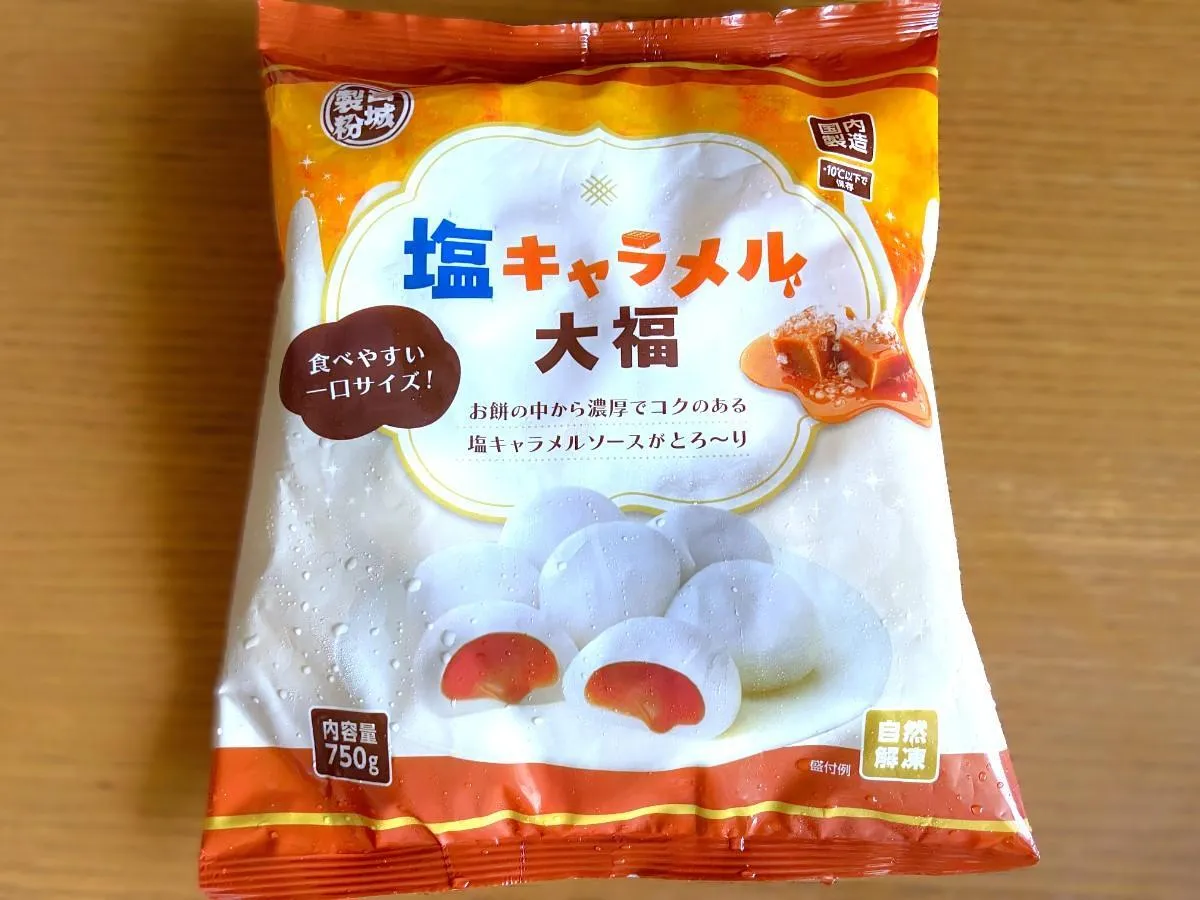 宮城
製粉
国内
製造
-10℃以下で
保存
塩キャラメル
大福
食べやすい
一口サイズ!
お餅の中から濃厚でコクのある
塩キャラメルソースがとろ〜り
内容量
750g
盛付例
自然
解凍